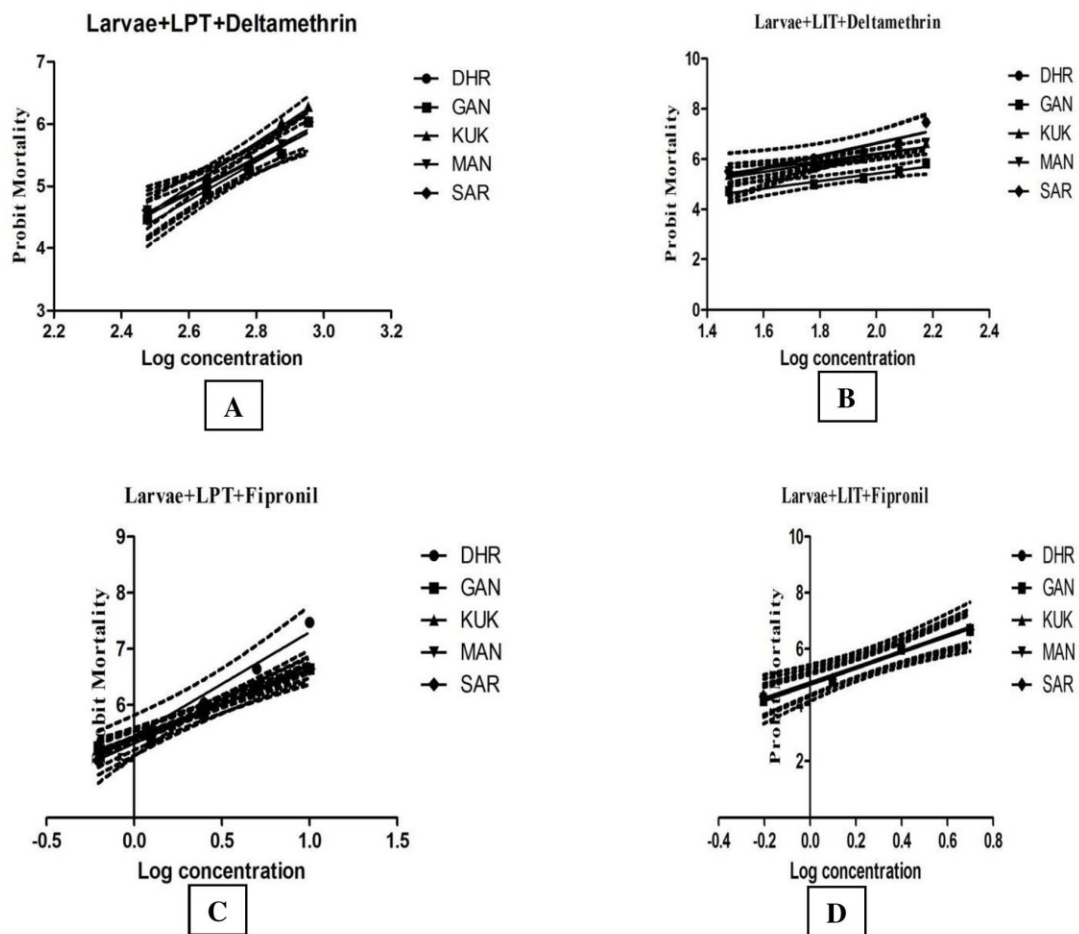 Larvae+LPT+Deltamethrin
7
6
5
4
3
Probit Mortality
2.2
2.4
2.6
2.8
3.0
3.2
Log concentration
DHR
GAN
KUK
MAN
SAR
A
Larvae+LIT+Deltamethrin
10
8
6
4
2
0
Probit Mortality
1.4
1.6
1.8
2.0
2.2
2.4
Log concentration
DHR
GAN
KUK
MAN
SAR
B
Larvae+LPT+Fipronil
9
8
7
6
Probit Mortality
-0.5
0.0
0.5
1.0
1.5
Log concentration
DHR
GAN
KUK
MAN
SAR
C
Larvae+LIT+Fipronil
10
8
6
4
2
Probit Mortality
-0.4
-0.2
0.0
0.2
0.4
0.6
0.8
Log concentration
DHR
GAN
KUK
MAN
SAR
D